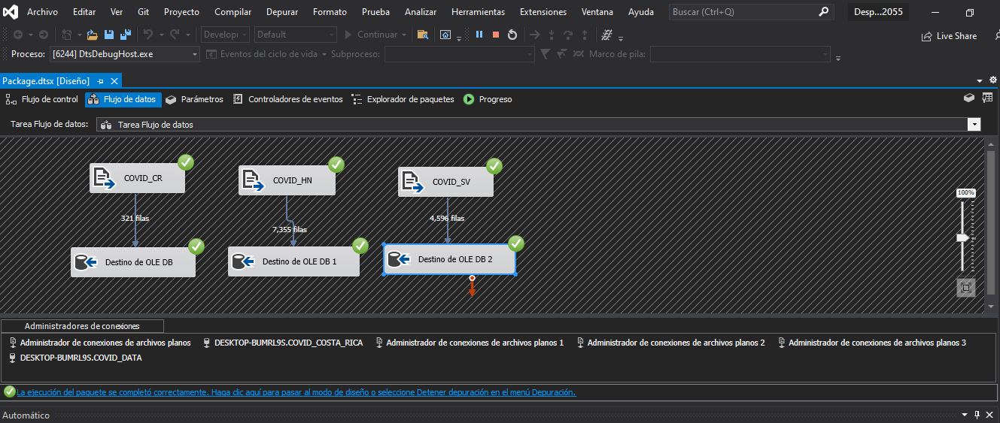 Archivo Editar Ver Git Proyecto Compilar Depurar Formato Prueba Analizar Herramientas Extensiones Ventana Ayuda Buscar (Ctrl+Q) Desp...2055
Developi Default Continuar Live Share
Proceso: [6244] DtsDebugHost.exe Eventos del ciclo de vida Subproceso: Marco de pila:
Package.dtsx [Diseño]
Flujo de control Flujo de datos Parámetros Controladores de eventos Explorador de paquetes Progreso
Tarea Flujo de datos: Tarea Flujo de datos
COVID_CR COVID_HN COVID_SV
100%
321 filas 7,355 filas 4,596 filas
Destino de OLE DB Destino de OLE DB 1 Destino de OLE DB 2
Administradores de conexiones
Administrador de conexiones de archivos planos DESKTOP-BUMRL9S.COVID_COSTA_RICA Administrador de conexiones de archivos planos 1 Administrador de conexiones de archivos planos 2 Administrador de conexiones de archivos planos 3
DESKTOP-BUMRL9S.COVID_DATA
La ejecución del paquete se completó correctamente. Haga clic aquí para pasar al modo de diseño o seleccione Detener depuración en el menú Depuración.
Automático